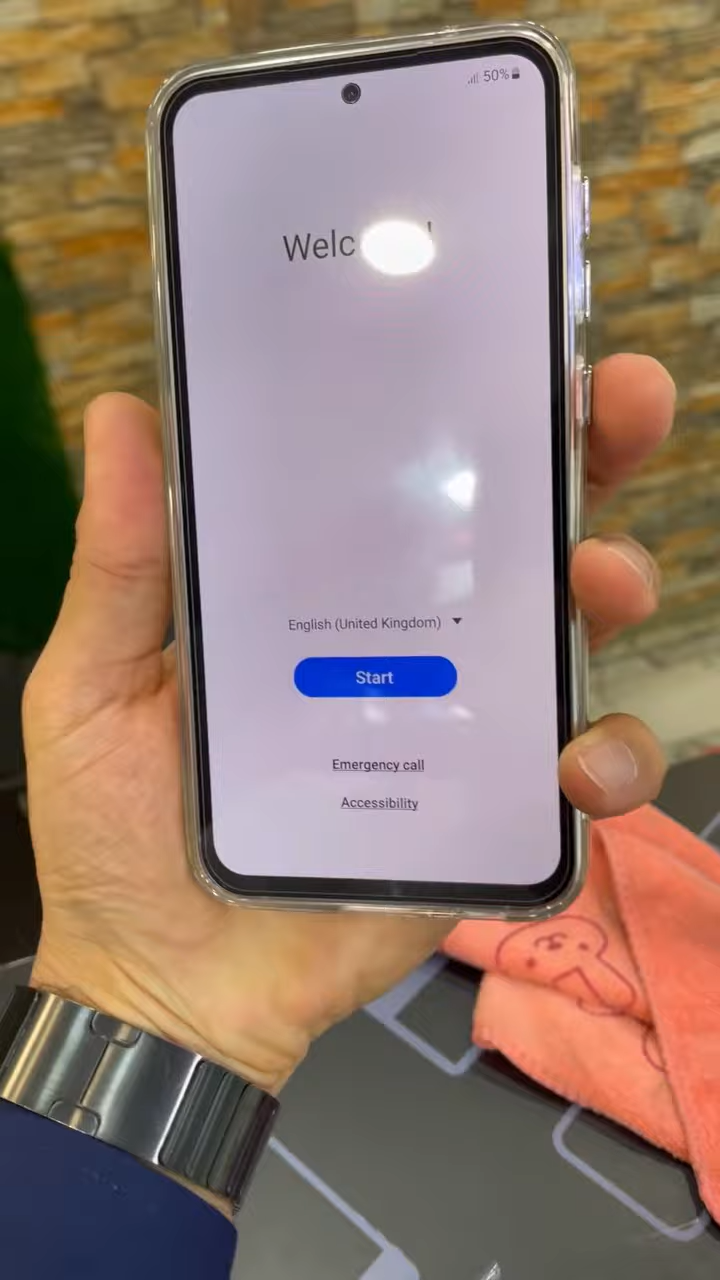 50%
Welc
English (United Kingdom)
Start
Emergency call
Accessibility